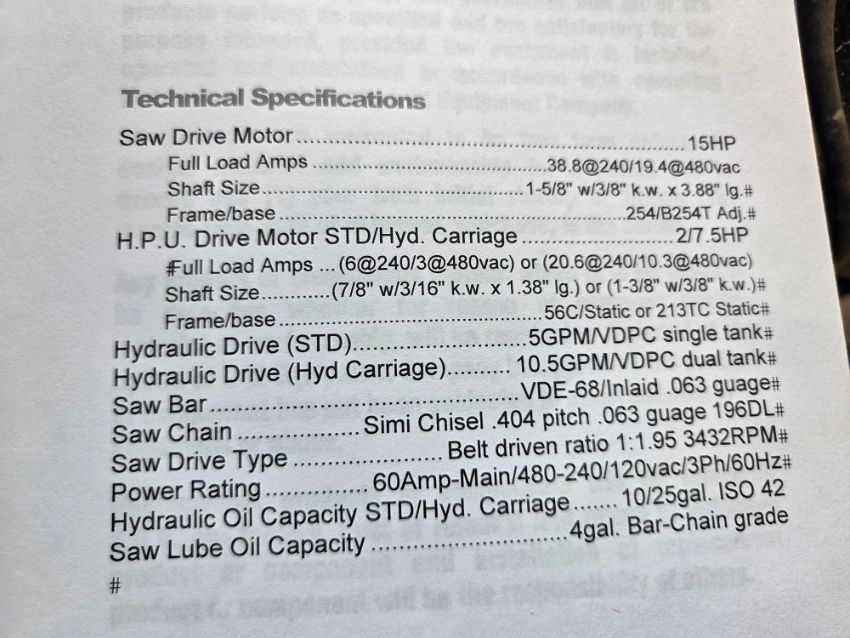 Technical Specifications
Saw Drive Motor......................................................................15HP
Full Load Amps ..........................................38.8@240/19.4@480vac
Shaft Size...............................................1-5/8" w/3/8" k.w. x 3.88" lg.#
Frame/base..............................................................254/B254T Adj.#
H.P.U. Drive Motor STD/Hyd. Carriage...........................2/7.5HP
#Full Load Amps ...(6@240/3@480vac) or (20.6@240/10.3@480vac)
Shaft Size............(7/8" w/3/16" k.w. x 1.38" lg.) or (1-3/8" w/3/8" k.w.)#
Frame/base...............................................56C/Static or 213TC Static#
Hydraulic Drive (STD)..............................5GPM/VDPC single tank#
Hydraulic Drive (Hyd Carriage)..........10.5GPM/VDPC dual tank#
Saw Bar.....................................................VDE-68/Inlaid .063 guage#
Saw Chain....................Simi Chisel .404 pitch .063 guage 196DL#
Saw Drive Type........................Belt driven ratio 1:1.95 3432RPM#
Power Rating................60Amp-Main/480-240/120vac/3Ph/60Hz#
Hydraulic Oil Capacity STD/Hyd. Carriage.......10/25gal. ISO 42
Saw Lube Oil Capacity.................................4gal. Bar-Chain grade
#